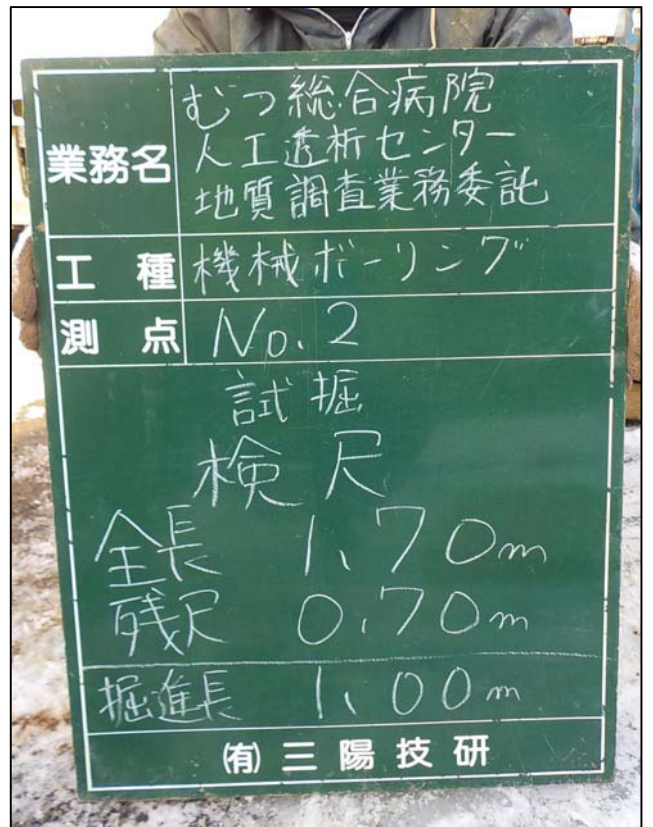 業務名
むつ総合病院
人工透析センター
地質調査業務委託
工種 機械ボーリング
測点 No.2
試掘
検尺
全長 1.70m
残尺 0.70m
掘進長 1.00m
(有)三陽技研